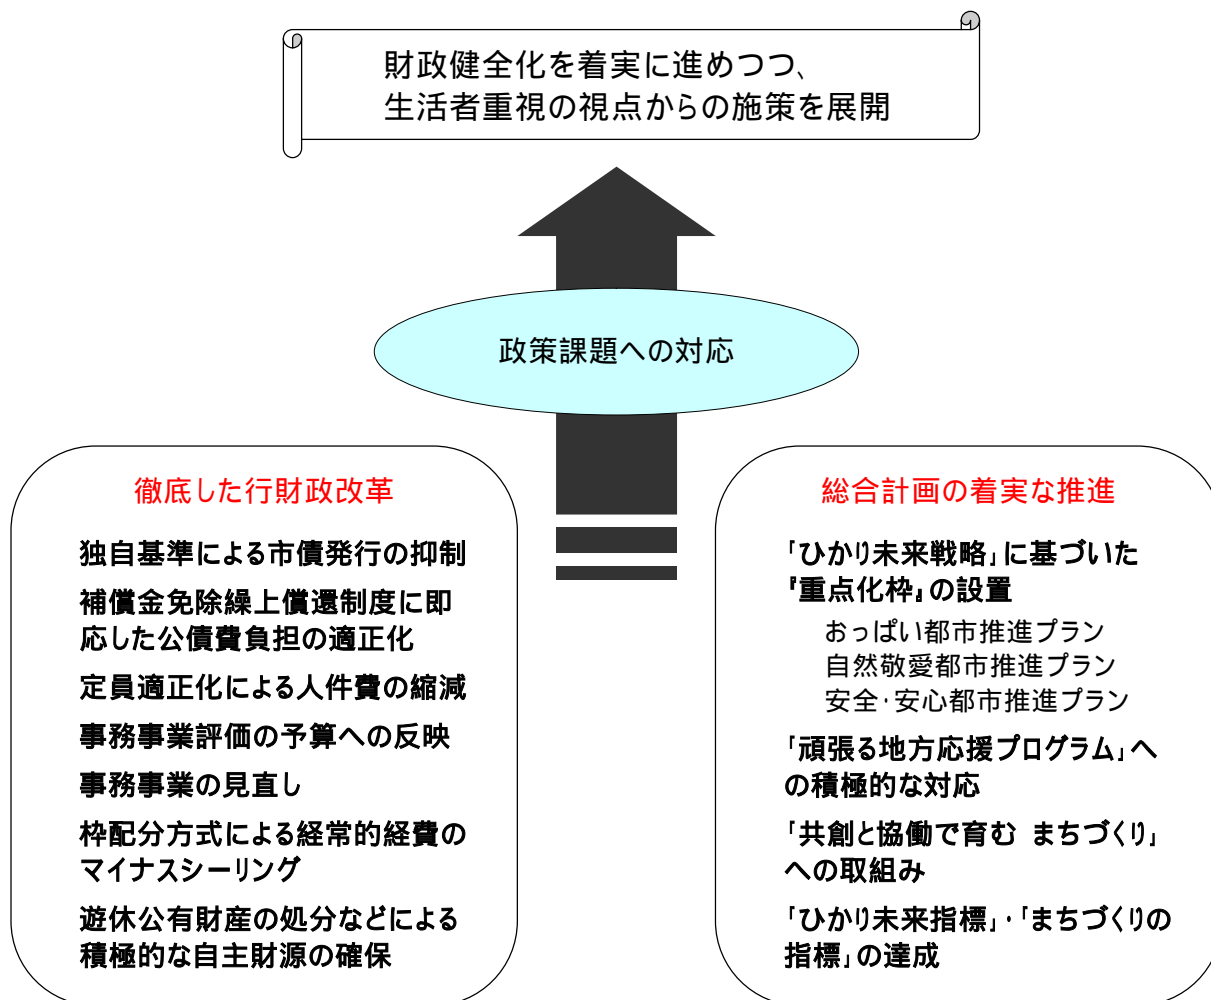 財政健全化を着実に進めつつ、
生活者重視の視点からの施策を展開
政策課題への対応
徹底した行財政改革
独自基準による市債発行の抑制
補償金免除繰上償還制度に即
応した公債費負担の適正化
定員適正化による人件費の縮減
事務事業評価の予算への反映
事務事業の見直し
枠配分方式による経常的経費の
マイナスシーリング
遊休公有財産の処分などによる
積極的な自主財源の確保
総合計画の着実な推進
「ひかり未来戦略」に基づいた
『重点化枠』の設置
おっぱい都市推進プラン
自然敬愛都市推進プラン
安全・安心都市推進プラン
「頑張る地方応援プログラム」へ
の積極的な対応
「共創と協働で育む まちづくり」
への取組み
「ひかり未来指標」・「まちづくりの
指標」の達成